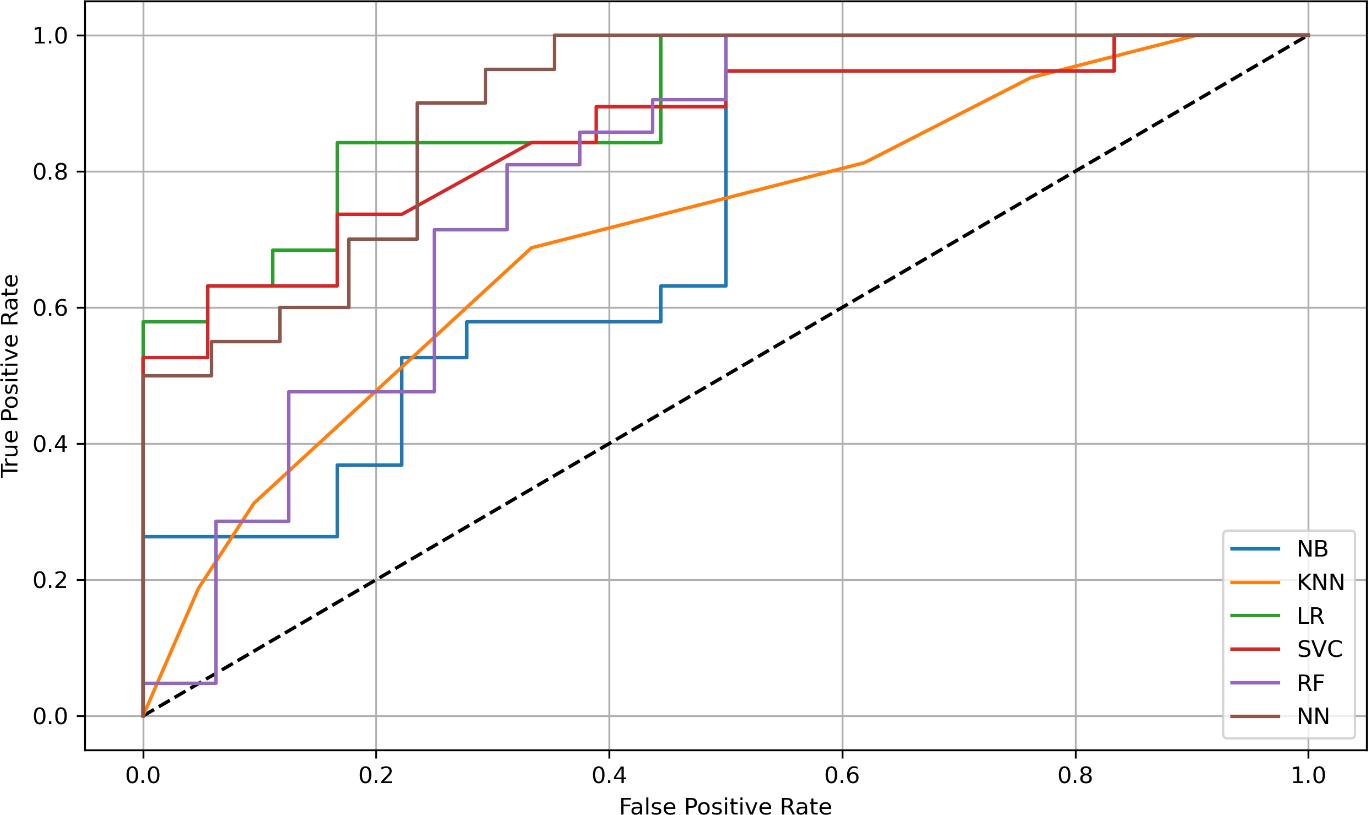 True Positive Rate
1.0
0.8
0.6
0.4
0.2
0.0
0.0 0.2 0.4 0.6 0.8 1.0
False Positive Rate
NB
KNN
LR
SVC
RF
NN